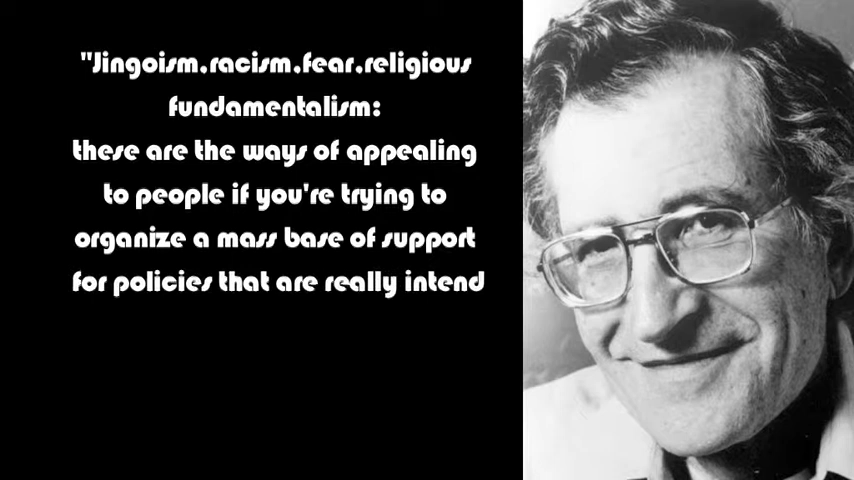 "Jingoism,racism,fear,religious
fundamentalism:
these are the ways of appealing
to people if you're trying to
organize a mass base of support
for policies that are really intend